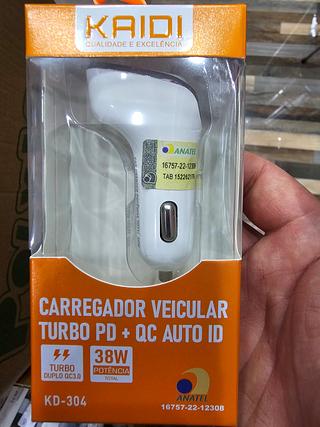 KAIDI
QUALIDADE E EXCELÊNCIA
ANATEL
16757-22-12308
CARREGADOR VEICULAR
TURBO PD + QC AUTO ID
TURBO
DUPLO QC3.0
38W
POTÊNCIA
TOTAL
KD-304
ANATEL
16757-22-12308